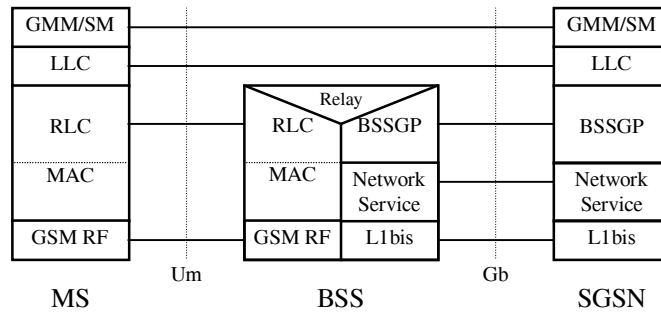 GMM/SM
GMM/SM
LLC
LLC
Relay
RLC
RLC
BSSGP
BSSGP
MAC
MAC
Network
Service
Network
Service
GSM RF
GSM RF
L1bis
L1bis
Um
Gb
MS
BSS
SGSN